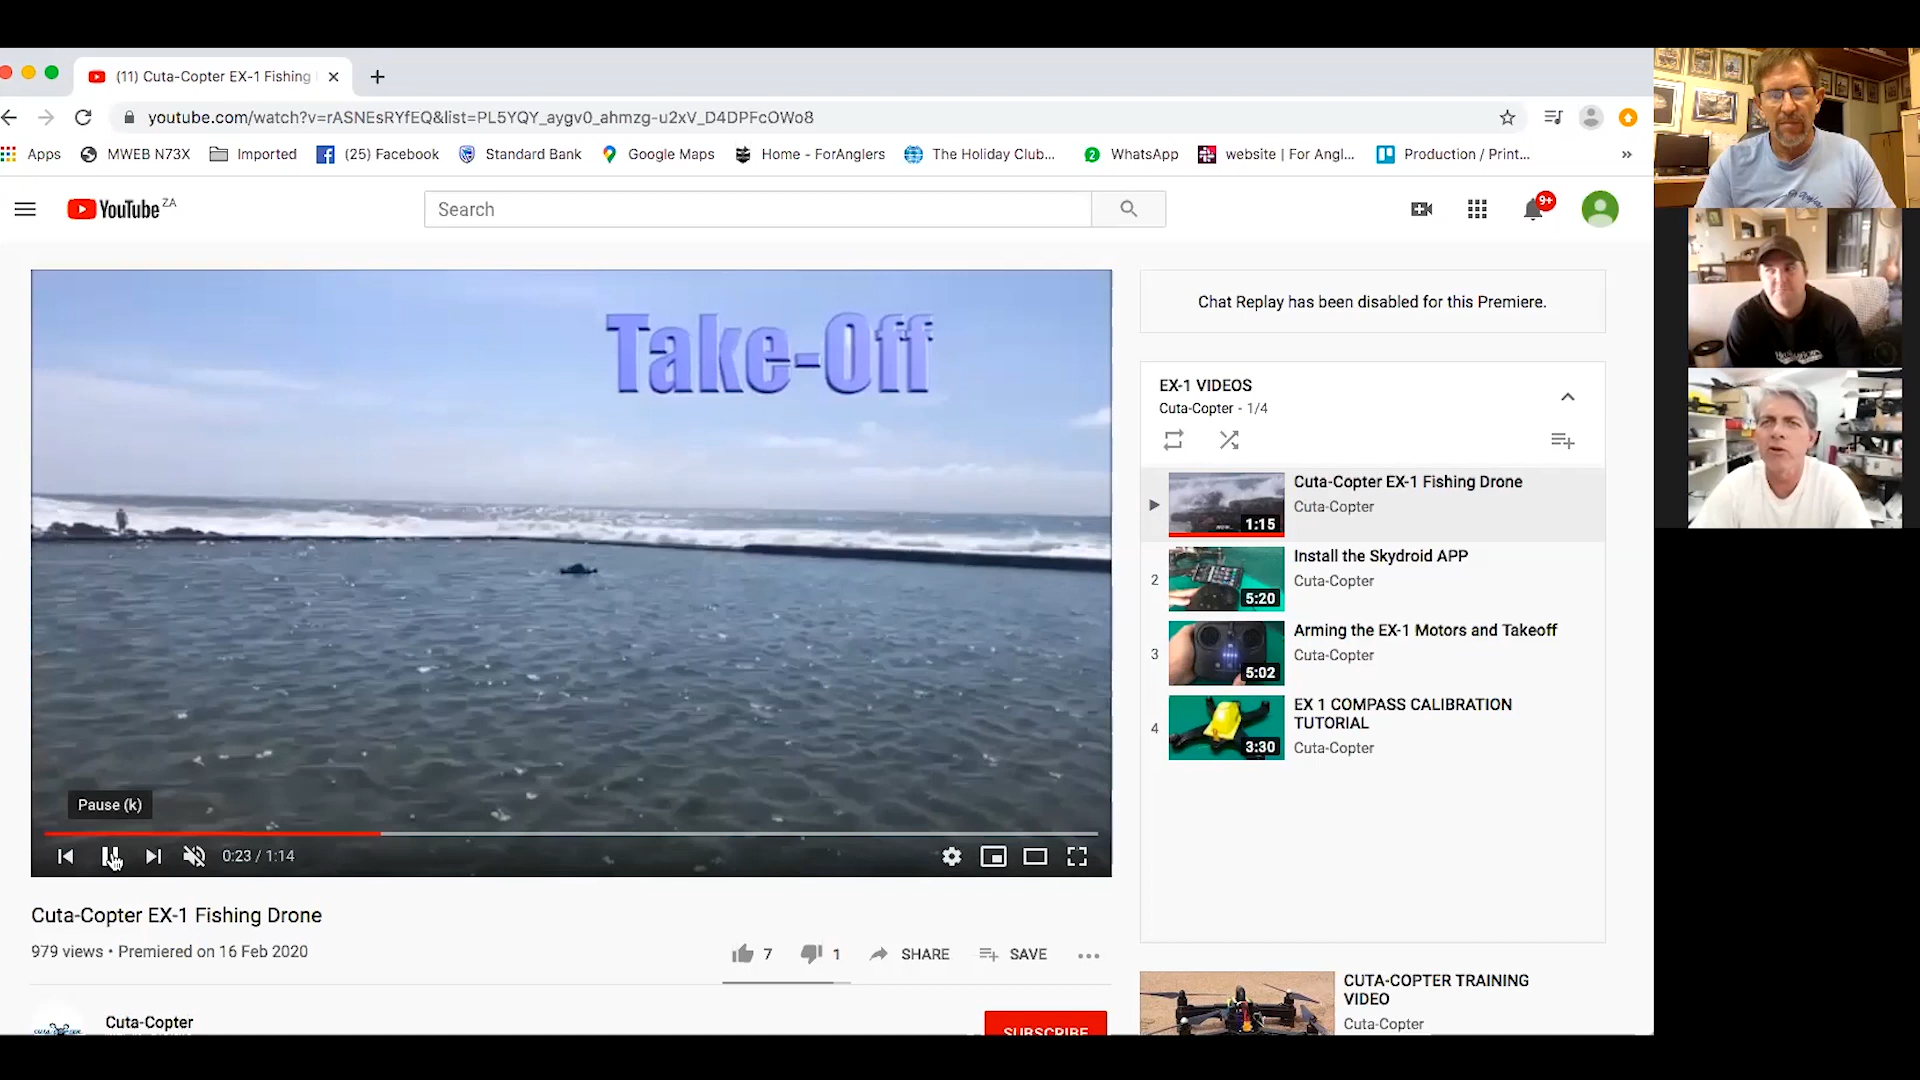 (11) Cuta-Copter EX-1 Fishing
youtube.com/watch?v=rASNEsRYfEQ&list=PL5YQY_aygv0_ahmzg-u2xV_D4DPFcOWo8
Apps MWEB N73X Imported (25) Facebook Standard Bank Google Maps Home - ForAnglers The Holiday Club... WhatsApp website | For Angl... Production / Print... »
YouTube ZA
Search
9+
Take-Off
Pause (k)
0:23 / 1:14
Chat Replay has been disabled for this Premiere.
EX-1 VIDEOS
Cuta-Copter - 1/4
Cuta-Copter EX-1 Fishing Drone
Cuta-Copter
1:15
2
Install the Skydroid APP
Cuta-Copter
5:20
3
Arming the EX-1 Motors and Takeoff
Cuta-Copter
5:02
4
EX 1 COMPASS CALIBRATION
TUTORIAL
Cuta-Copter
3:30
Cuta-Copter EX-1 Fishing Drone
979 views • Premiered on 16 Feb 2020
7 1 SHARE SAVE
Cuta-Copter
SUBSCRIBE
CUTA-COPTER TRAINING
VIDEO
Cuta-Copter